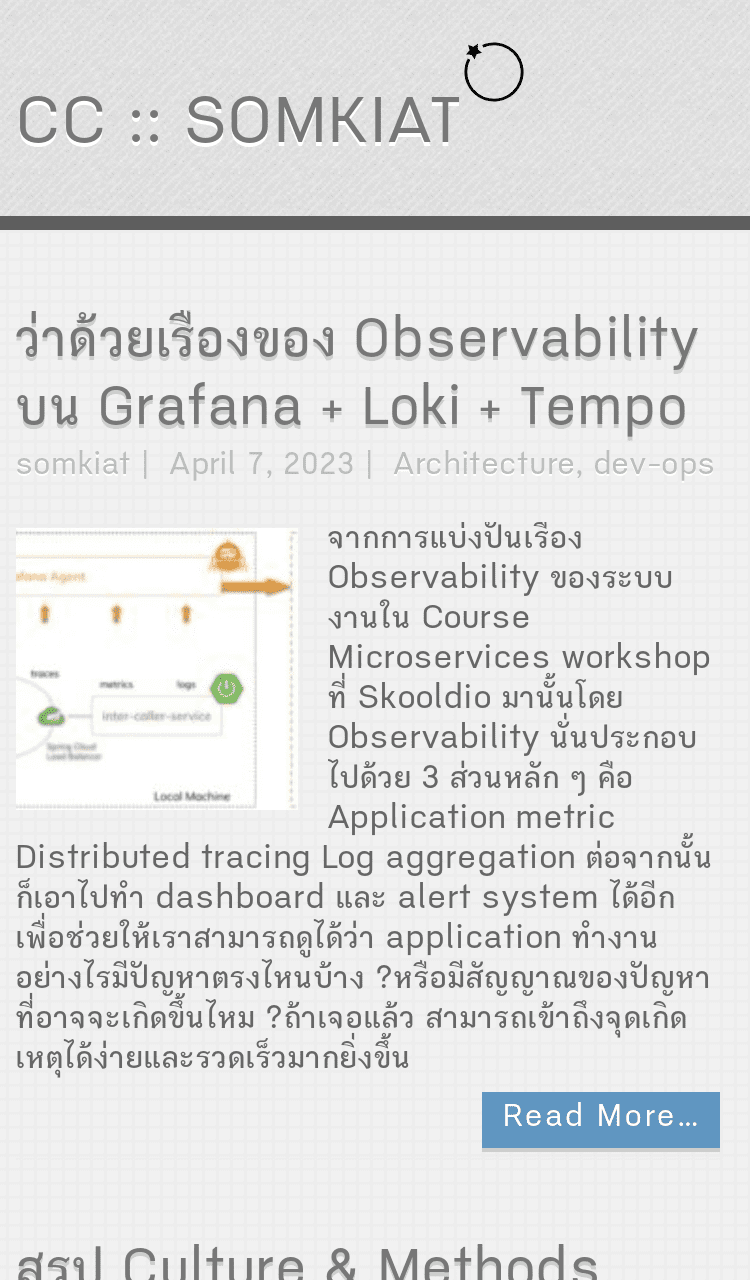 CC :: SOMKIAT
ว่าด้วยเรื่องของ Observability
บน Grafana + Loki + Tempo
somkiat | April 7, 2023 | Architecture, dev-ops
Agent
traces
metrics
logs
inter-caller-service
Spring Cloud
Load Balancer
Local Machine
จากการแบ่งปันเรื่อง
Observability ของระบบ
งานใน Course
Microservices workshop
ที่ Skooldio มานั้นโดย
Observability นั่นประกอบ
ไปด้วย 3 ส่วนหลัก ๆ คือ
Application metric
Distributed tracing Log aggregation ต่อจากนั้น
ก็เอาไปทำ dashboard และ alert system ได้อีก
เพื่อช่วยให้เราสามารถดูได้ว่า application ทำงาน
อย่างไรมีปัญหาตรงไหนบ้าง ?หรือมีสัญญาณของปัญหา
ที่อาจจะเกิดขึ้นไหม ?ถ้าเจอแล้ว สามารถเข้าถึงจุดเกิด
เหตุได้ง่ายและรวดเร็วมากยิ่งขึ้น
Read More...
สรุป Culture & Methods